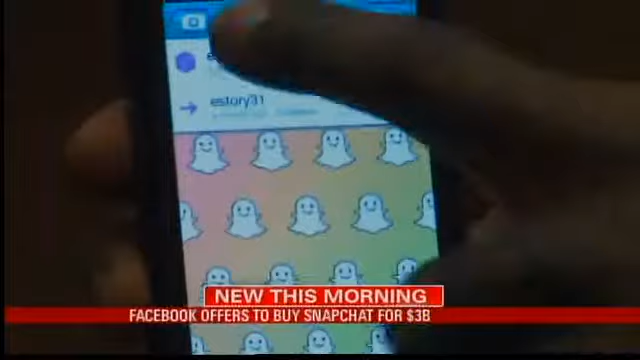 estory31
NEW THIS MORNING
FACEBOOK OFFERS TO BUY SNAPCHAT FOR $3B